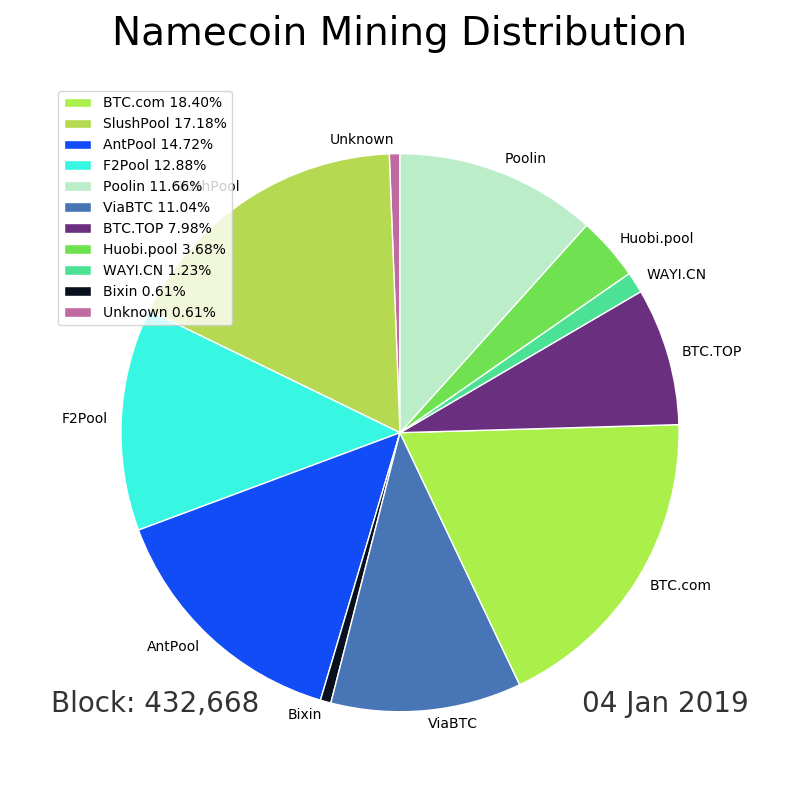 Namecoin Mining Distribution
BTC.com 18.40%
SlushPool 17.18%
AntPool 14.72%
F2Pool 12.88%
Poolin 11.66%
ViaBTC 11.04%
BTC.TOP 7.98%
Huobi.pool 3.68%
WAYI.CN 1.23%
Bixin 0.61%
Unknown 0.61%
Unknown
Poolin
SlushPool
Huobi.pool
WAYI.CN
BTC.TOP
F2Pool
BTC.com
AntPool
Bixin
ViaBTC
Block: 432,668
04 Jan 2019